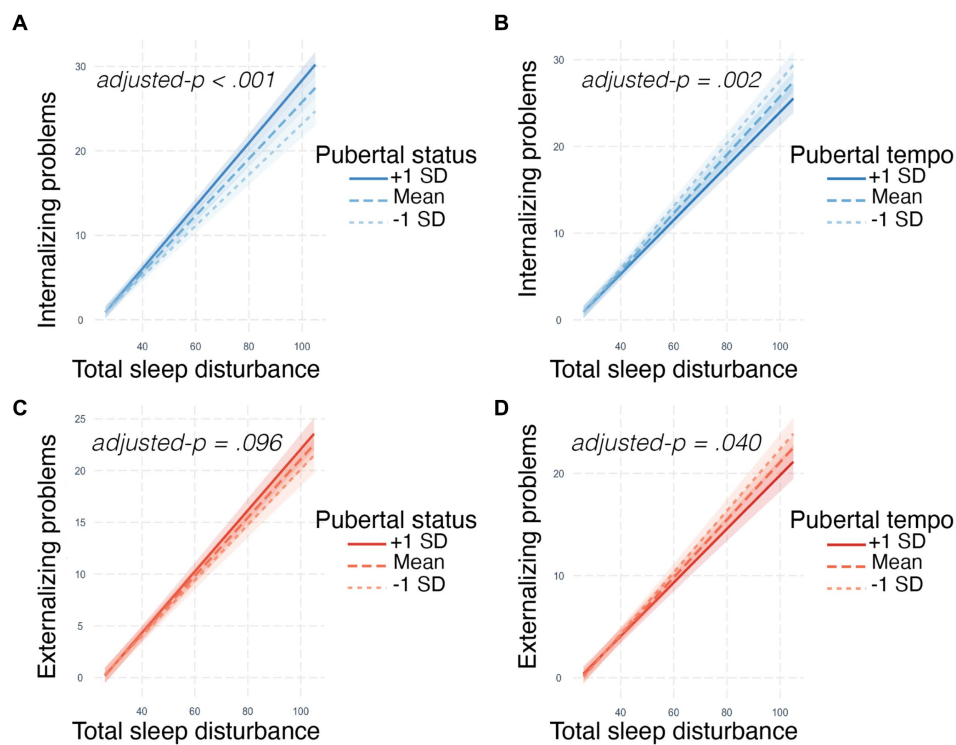 A
30
20
10
0
adjusted-p < .001
Internalizing problems
Pubertal status
+1 SD
Mean
-1 SD
40
60
80
100
Total sleep disturbance
B
30
20
10
0
adjusted-p = .002
Internalizing problems
Pubertal tempo
+1 SD
Mean
-1 SD
40
60
80
100
Total sleep disturbance
C
25
20
15
10
5
0
adjusted-p = .096
Externalizing problems
Pubertal status
+1 SD
Mean
-1 SD
40
60
80
100
Total sleep disturbance
D
20
10
0
adjusted-p = .040
Externalizing problems
Pubertal tempo
+1 SD
Mean
-1 SD
40
60
80
100
Total sleep disturbance